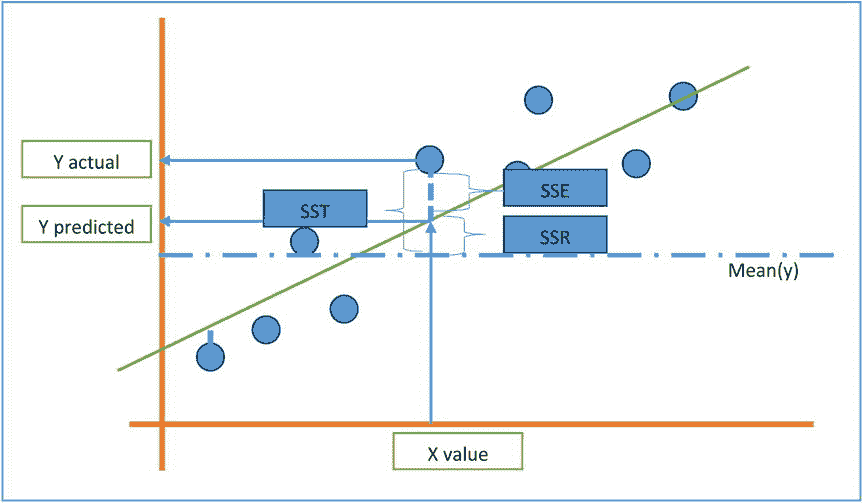 Y actual
SSE
SST
Y predicted
SSR
Mean(y)
X value